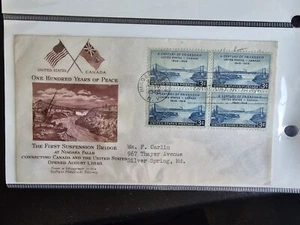 UNITED STATES CANADA
ONE HUNDRED YEARS OF PEACE
THE FIRST SUSPENSION BRIDGE
AT NIAGARA FALLS
CONNECTING CANADA AND THE UNITED STATES
OPENED AUGUST 1, 1848
A CENTURY OF FRIENDSHIP
UNITED STATES - CANADA
1848-1948
UNITED STATES POSTAGE 3¢
Mr. F. Carlin
967 Thayer Avenue
Silver Spring, Md.